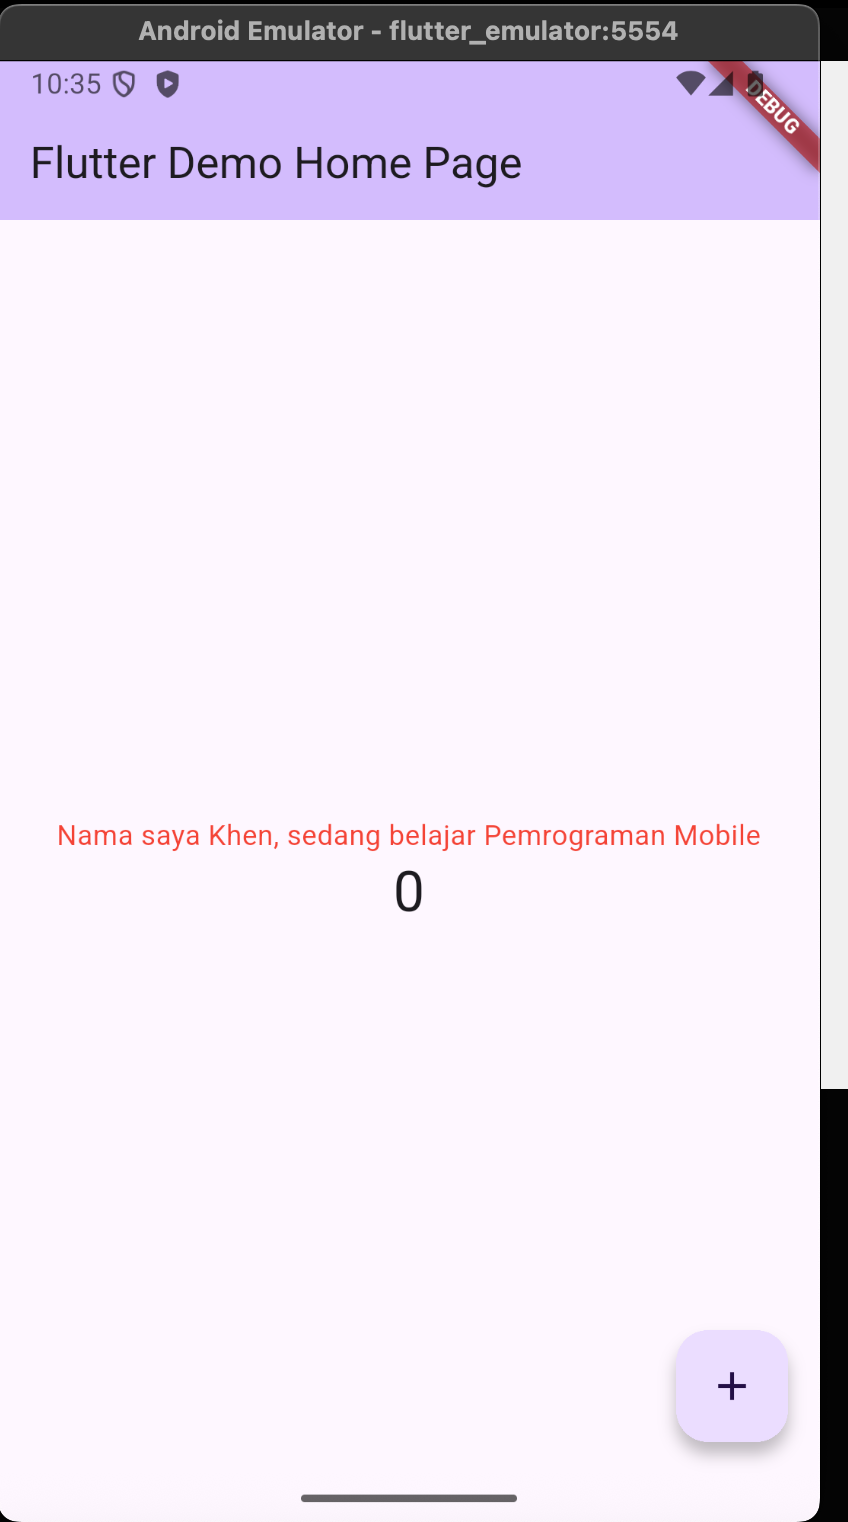 Android Emulator - flutter_emulator:5554
10:35
DEBUG
Flutter Demo Home Page
Nama saya Khen, sedang belajar Pemrograman Mobile
0
+